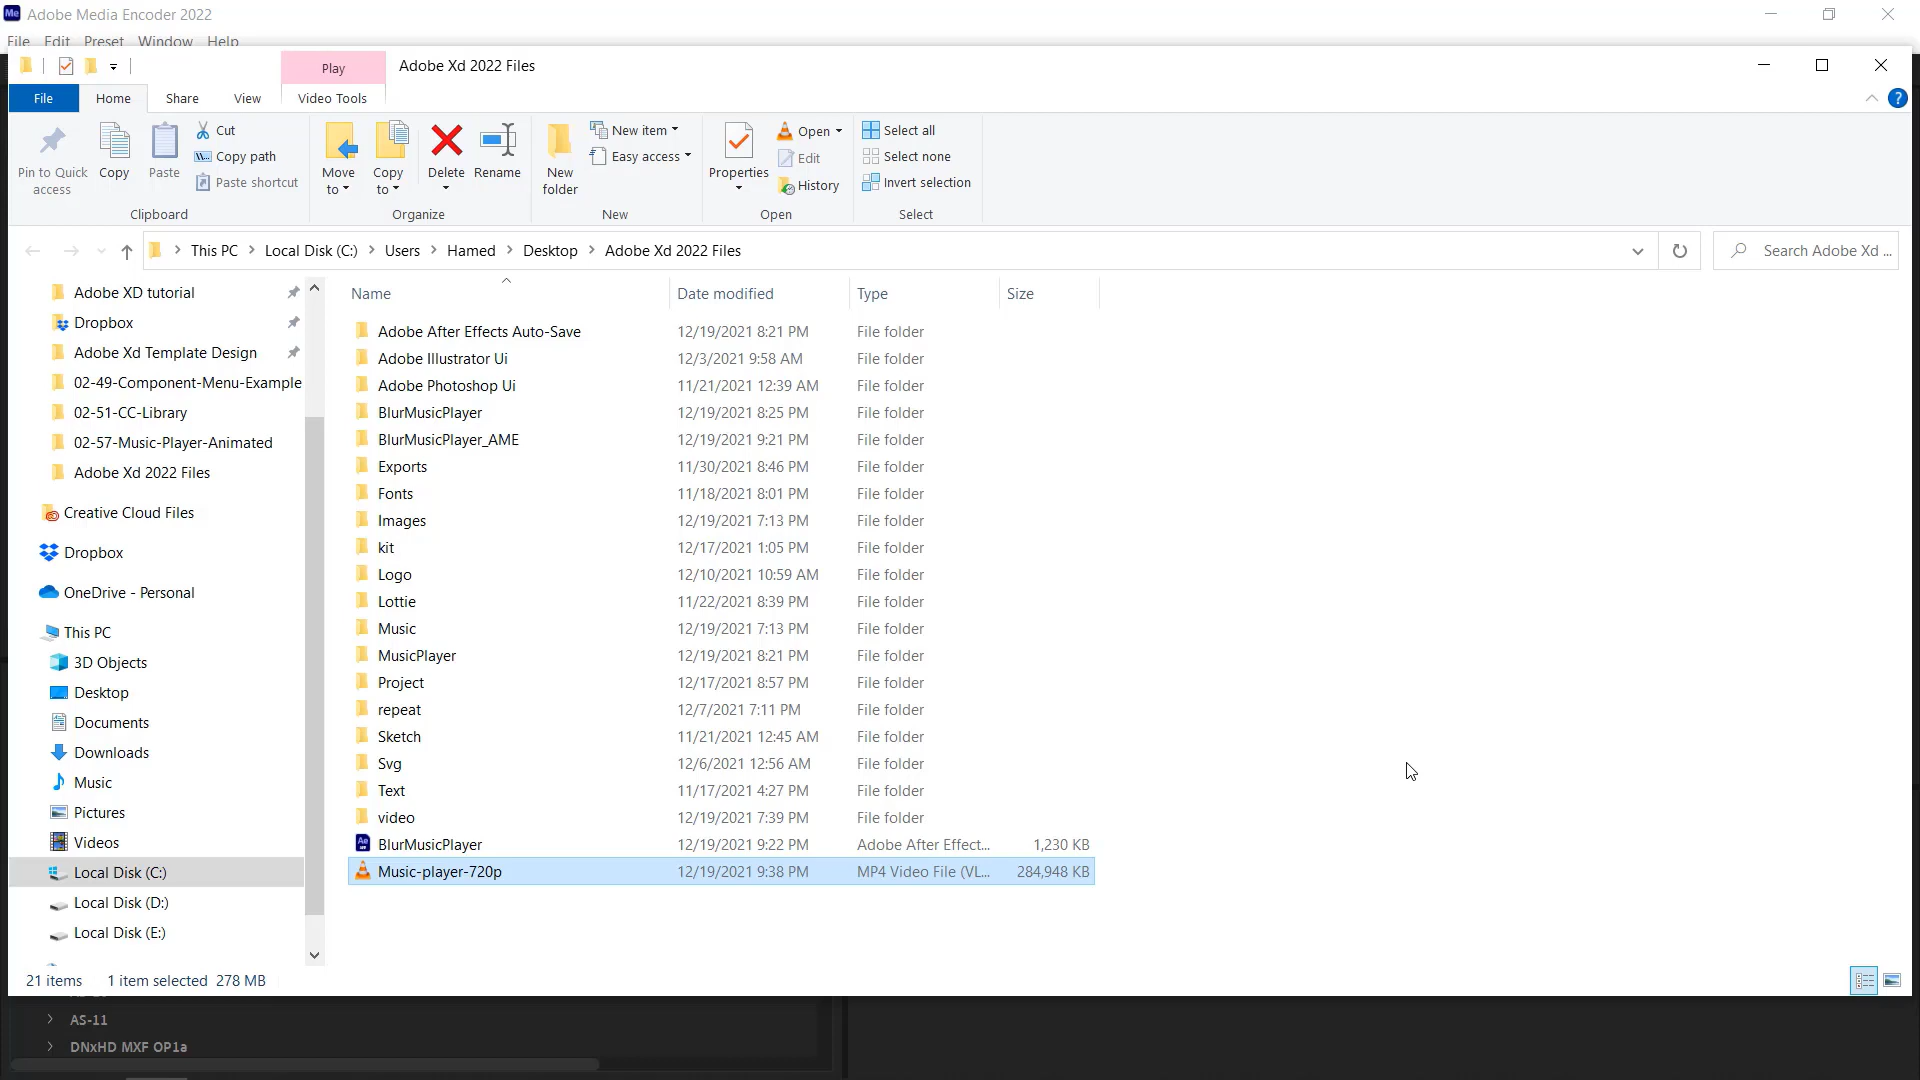 Me Adobe Media Encoder 2022
File Edit Preset Window Help
Play Adobe Xd 2022 Files
File Home Share View Video Tools
Pin to Quick access
Copy
Paste
Cut
Copy path
Paste shortcut
Clipboard
Move to
Copy to
Delete
Rename
Organize
New folder
New item
Easy access
New
Properties
Open
Edit
History
Open
Select all
Select none
Invert selection
Select
This PC Local Disk (C:) Users Hamed Desktop Adobe Xd 2022 Files
Search Adobe Xd ...
Adobe XD tutorial
Dropbox
Adobe Xd Template Design
02-49-Component-Menu-Example
02-51-CC-Library
02-57-Music-Player-Animated
Adobe Xd 2022 Files
Creative Cloud Files
Dropbox
OneDrive - Personal
This PC
3D Objects
Desktop
Documents
Downloads
Music
Pictures
Videos
Local Disk (C:)
Local Disk (D:)
Local Disk (E:)
Name Date modified Type Size
Adobe After Effects Auto-Save 12/19/2021 8:21 PM File folder
Adobe Illustrator Ui 12/3/2021 9:58 AM File folder
Adobe Photoshop Ui 11/21/2021 12:39 AM File folder
BlurMusicPlayer 12/19/2021 8:25 PM File folder
BlurMusicPlayer_AME 12/19/2021 9:21 PM File folder
Exports 11/30/2021 8:46 PM File folder
Fonts 11/18/2021 8:01 PM File folder
Images 12/19/2021 7:13 PM File folder
kit 12/17/2021 1:05 PM File folder
Logo 12/10/2021 10:59 AM File folder
Lottie 11/22/2021 8:39 PM File folder
Music 12/19/2021 7:13 PM File folder
MusicPlayer 12/19/2021 8:21 PM File folder
Project 12/17/2021 8:57 PM File folder
repeat 12/7/2021 7:11 PM File folder
Sketch 11/21/2021 12:45 AM File folder
Svg 12/6/2021 12:56 AM File folder
Text 11/17/2021 4:27 PM File folder
video 12/19/2021 7:39 PM File folder
BlurMusicPlayer 12/19/2021 9:22 PM Adobe After Effect... 1,230 KB
Music-player-720p 12/19/2021 9:38 PM MP4 Video File (VL... 284,948 KB
21 items 1 item selected 278 MB
AS-11
DNxHD MXF OP1a